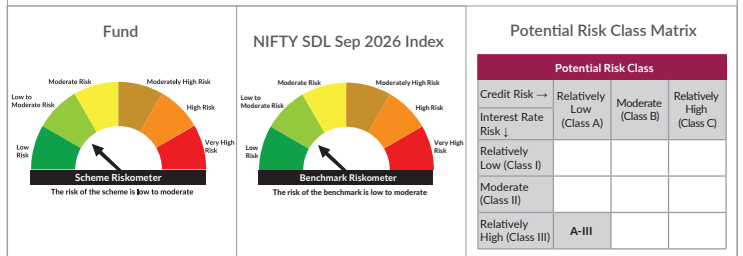 Fund
Moderate Risk
Moderately High Risk
Low to
Moderate Risk
High Risk
Low
Risk
Very High
Risk
Scheme Riskometer
The risk of the scheme is low to moderate
NIFTY SDL Sep 2026 Index
Moderate Risk
Moderately High Risk
Low to
Moderate Risk
High Risk
Low
Risk
Very High
Risk
Benchmark Riskometer
The risk of the benchmark is low to moderate
Potential Risk Class Matrix
Potential Risk Class
Credit Risk →
Relatively
Low
(Class A)
Moderate
(Class B)
Relatively
High
(Class C)
Interest Rate
Risk ↓
Relatively
Low (Class I)
Moderate
(Class II)
Relatively
High (Class III)
A-III